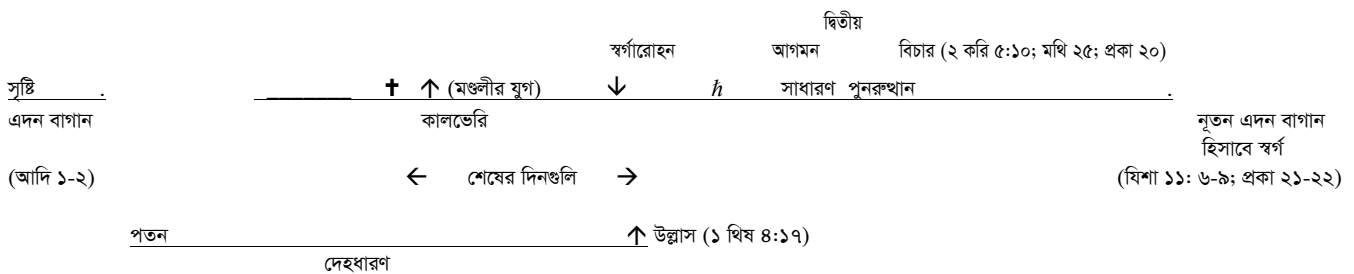 দ্বিতীয়
স্বর্গারোহন আগমন বিচার (২ করি ৫:১০; মথি ২৫; প্রকা ২০)
সৃষ্টি . ________ ✝ ↑ (মণ্ডলীর যুগ) ↓ ℏ সাধারণ পুনরুত্থান .
এদন বাগান কালভেরি নূতন এদন বাগান
হিসাবে স্বর্গ
(আদি ১-২) ← শেষের দিনগুলি → (যিশা ১১: ৬-৯; প্রকা ২১-২২)
পতন ↑ উল্লাস (১ থিষ ৪:১৭)
দেহধারণ